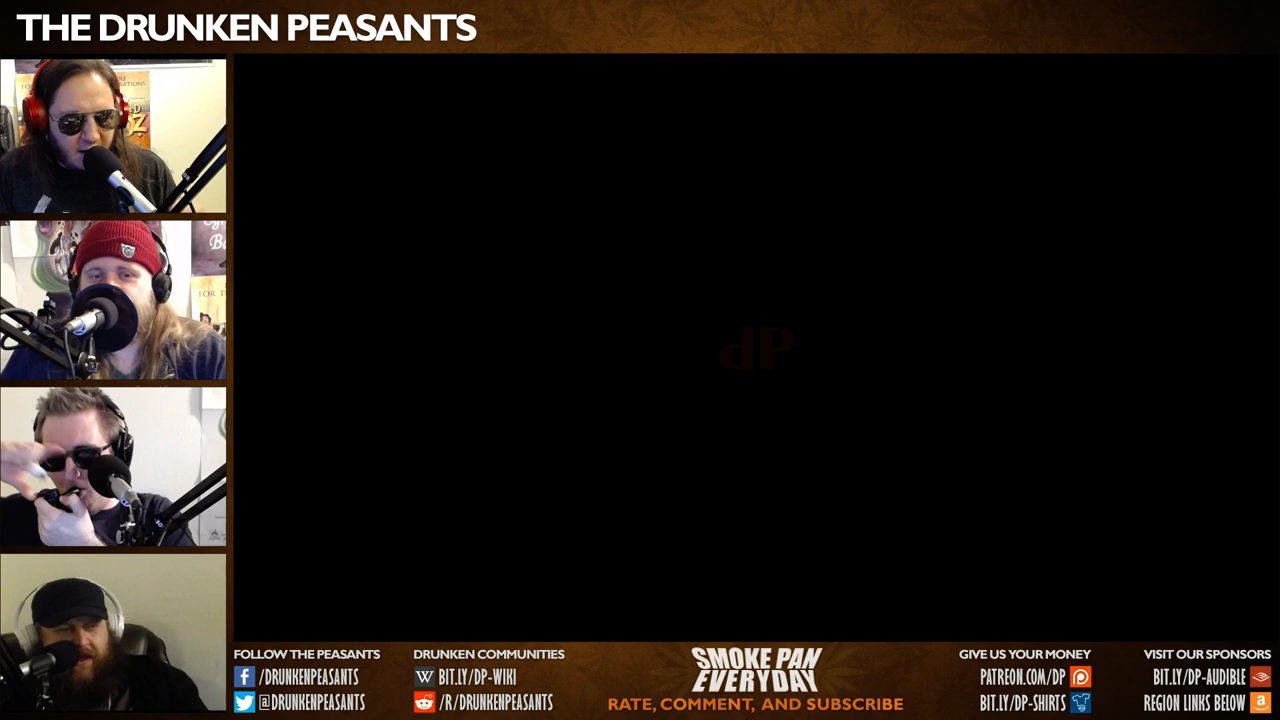 THE DRUNKEN PEASANTS
dP
FOLLOW THE PEASANTS
/DRUNKENPEASANTS
@DRUNKENPEASANTS
DRUNKEN COMMUNITIES
W BIT.LY/DP-WIKI
/R/DRUNKENPEASANTS
SMOKE PAN
EVERYDAY
RATE, COMMENT, AND SUBSCRIBE
GIVE US YOUR MONEY
PATREON.COM/DP
BIT.LY/DP-SHIRTS
VISIT OUR SPONSORS
BIT.LY/DP-AUDIBLE
REGION LINKS BELOW